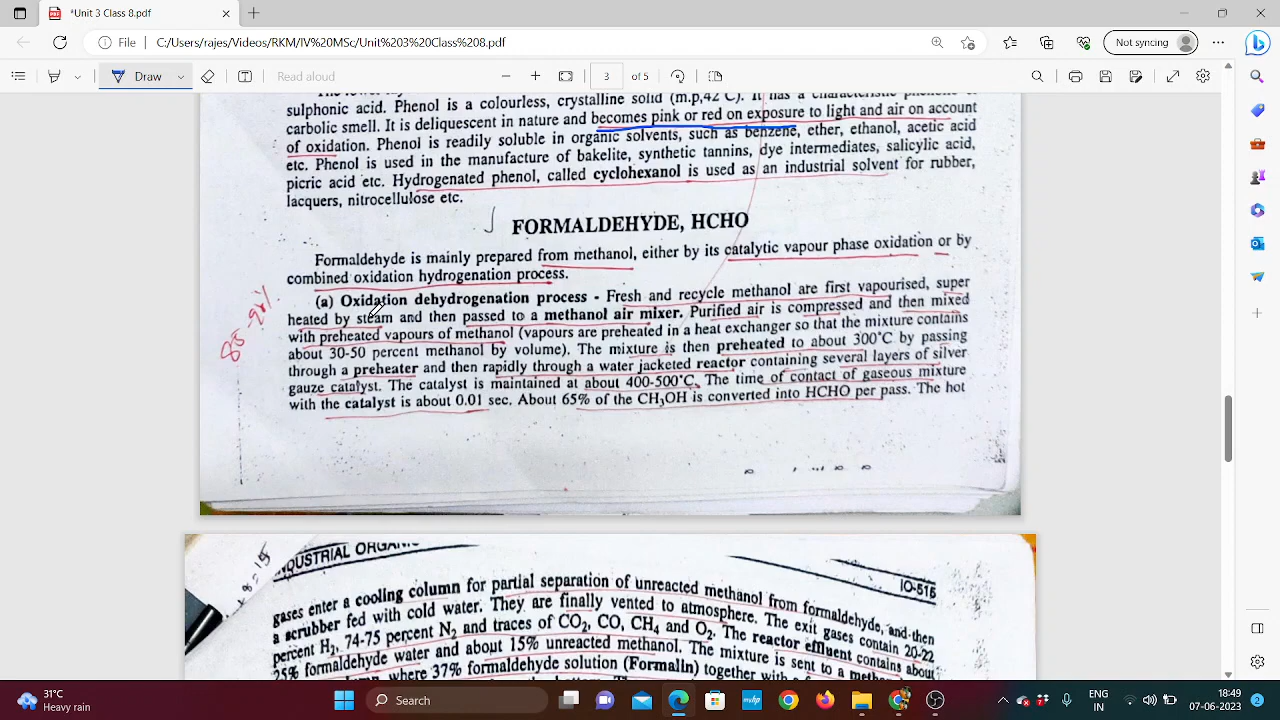 *Unit 3 Class 8.pdf
File C:/Users/rajes/Videos/RKM/IV%20MSc/Unit%203%20Class%208.pdf
Not syncing
Draw Read aloud 3 of 5
sulphonic acid. Phenol is a colourless, crystalline solid (m.p,42°C). It has a characteristic
carbolic smell. It is deliquescent in nature and becomes pink or red on exposure to light and air on account
of oxidation. Phenol is readily soluble in organic solvents, such as benzene, ether, ethanol, acetic acid
etc. Phenol is used in the manufacture of bakelite, synthetic tannins, dye intermediates, salicylic acid,
picric acid etc. Hydrogenated phenol, called cyclohexanol is used as an industrial solvent for rubber,
lacquers, nitrocellulose etc.
FORMALDEHYDE, HCHO
Formaldehyde is mainly prepared from methanol, either by its catalytic vapour phase oxidation or by
combined oxidation hydrogenation process.
(a) Oxidation dehydrogenation process - Fresh and recycle methanol are first vapourised, super
heated by steam and then passed to a methanol air mixer. Purified air is compressed and then mixed
with preheated vapours of methanol (vapours are preheated in a heat exchanger so that the mixture contains
about 30-50 percent methanol by volume). The mixture is then preheated to about 300°C by passing
through a preheater and then rapidly through a water jacketed reactor containing several layers of silver
gauze catalyst. The catalyst is maintained at about 400-500°C. The time of contact of gaseous mixture
with the catalyst is about 0.01 sec. About 65% of the CH₃OH is converted into HCHO per pass. The hot
INDUSTRIAL ORGANIC
IO-516
gases enter a cooling column for partial separation of unreacted methanol from formaldehyde, and then
a scrubber fed with cold water. They are finally vented to atmosphere. The exit gases contain 20-22
percent H₂, 74-75 percent N₂ and traces of CO₂, CO, CH₄ and O₂. The reactor effluent contains about
25% formaldehyde water and about 15% unreacted methanol. The mixture is sent to a
where 37% formaldehyde solution (Formalin) together with a
31°C
Heavy rain
Search
ENG
IN
18:49
07-06-2023
2